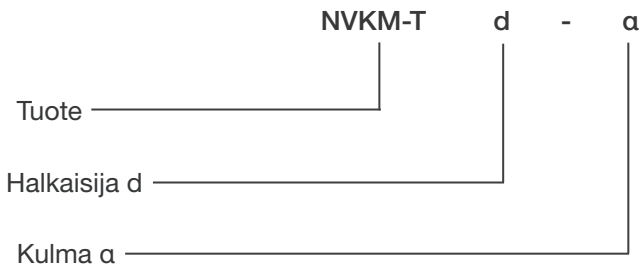 NVKM-T d - α
Tuote
Halkaisija d
Kulma α